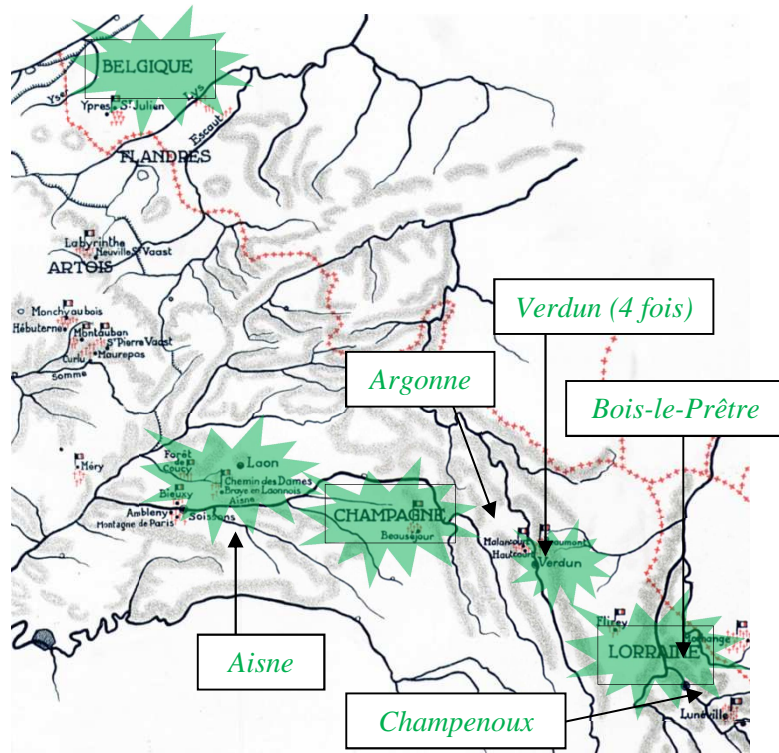 BELGIQUE
Yser
Ypres
St Julien
Lys
Escaut
FLANDRES
Labyrinthe
Neuville St Vaast
ARTOIS
Monchy au bois
Hébuterne
Montauban
St Pierre Vaast
Curlu
Maurepas
Somme
Verdun (4 fois)
Argonne
Bois-le-Prêtre
Méry
Forêt
de
Coucy
Laon
Bieuxy
Chemin des Dames
Braye en Laonnois
Aisne
Ambleny
Montagne de Paris
Soissons
CHAMPAGNE
Beauséjour
Malancourt
Verdun
Flirey
LORRAINE
Aisne
Champenoux
Lunéville